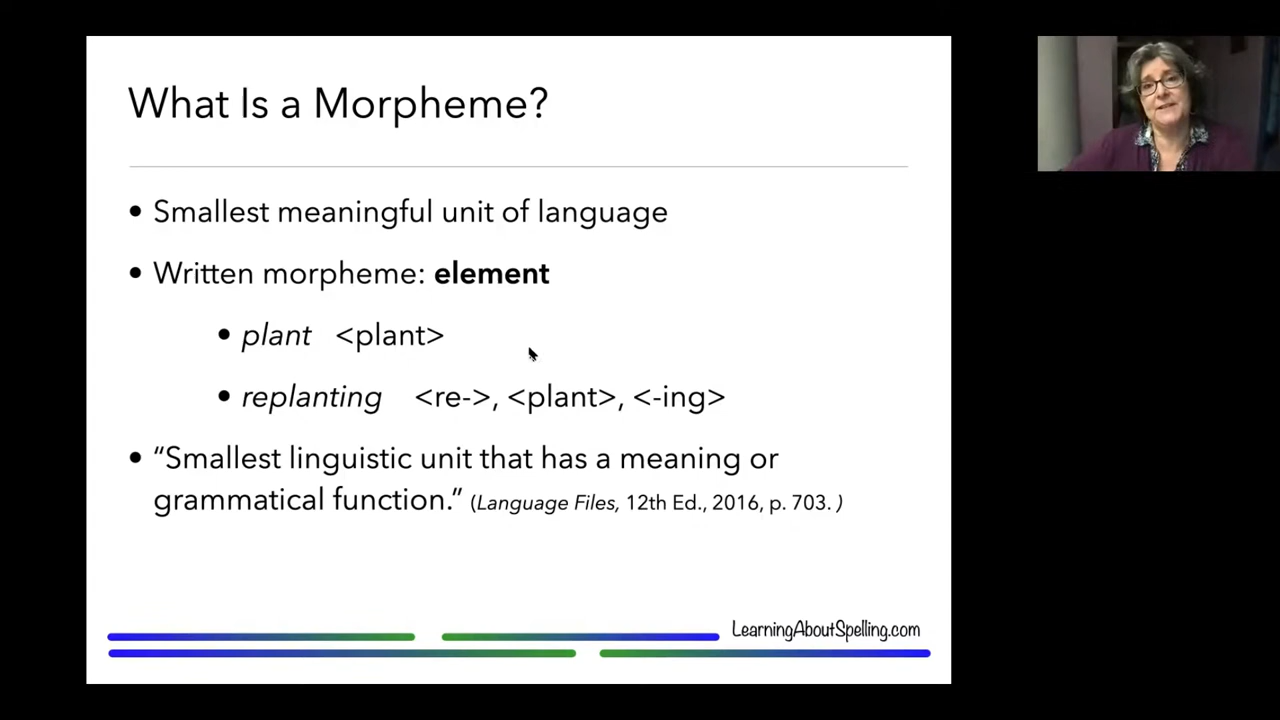 What Is a Morpheme?
• Smallest meaningful unit of language
• Written morpheme: element
• plant <plant>
• replanting <re->, <plant>, <-ing>
• “Smallest linguistic unit that has a meaning or
grammatical function.” (Language Files, 12th Ed., 2016, p. 703. )
LearningAboutSpelling.com